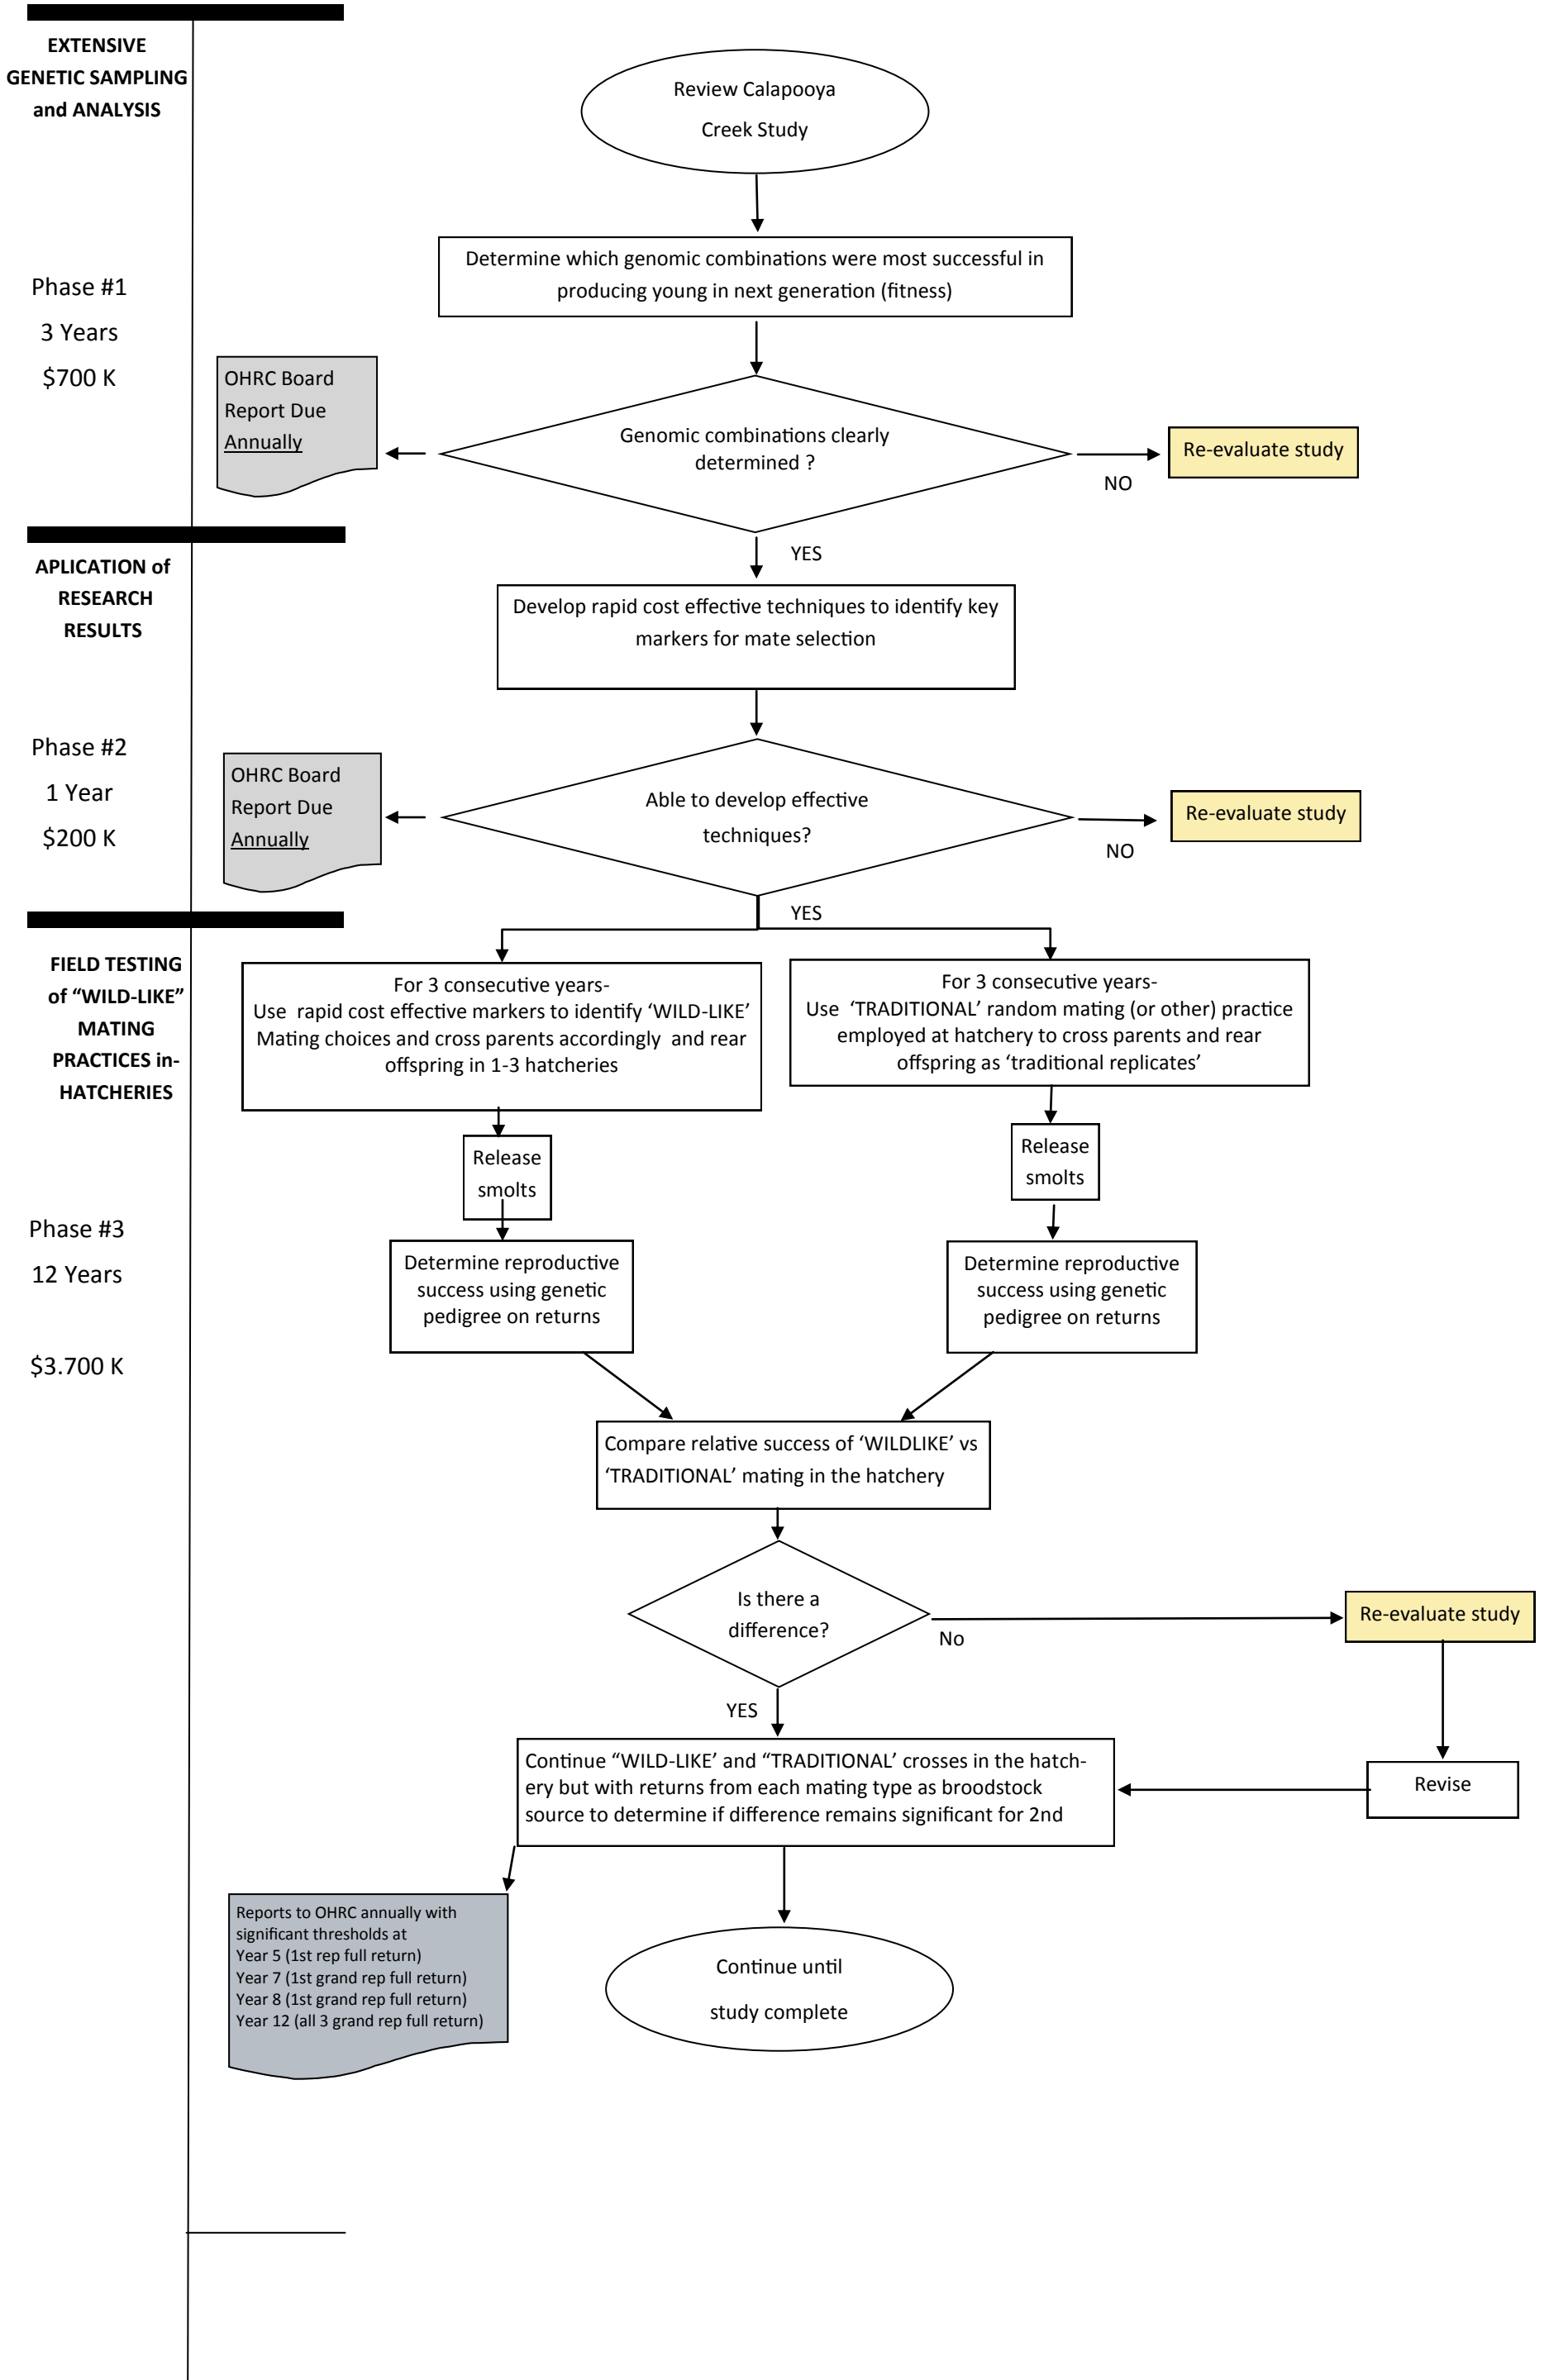 EXTENSIVE
GENETIC SAMPLING
and ANALYSIS
Review Calapooya
Creek Study
Determine which genomic combinations were most successful in
producing young in next generation (fitness)
Phase #1
3 Years
$700 K
OHRC Board
Report Due
Annually
Genomic combinations clearly
determined ?
Re-evaluate study
NO
YES
APLICATION of
RESEARCH
RESULTS
Develop rapid cost effective techniques to identify key
markers for mate selection
Phase #2
1 Year
$200 K
OHRC Board
Report Due
Annually
Able to develop effective
techniques?
Re-evaluate study
NO
YES
FIELD TESTING
of “WILD-LIKE”
MATING
PRACTICES in-
HATCHERIES
For 3 consecutive years-
Use rapid cost effective markers to identify ‘WILD-LIKE’
Mating choices and cross parents accordingly and rear
offspring in 1-3 hatcheries
For 3 consecutive years-
Use ‘TRADITIONAL’ random mating (or other) practice
employed at hatchery to cross parents and rear
offspring as ‘traditional replicates’
Release
smolts
Release
smolts
Phase #3
12 Years
$3.700 K
Determine reproductive
success using genetic
pedigree on returns
Determine reproductive
success using genetic
pedigree on returns
Compare relative success of ‘WILDLIKE’ vs
‘TRADITIONAL’ mating in the hatchery
Is there a
difference?
No
Re-evaluate study
YES
Continue “WILD-LIKE’ and “TRADITIONAL’ crosses in the hatch-
ery but with returns from each mating type as broodstock
source to determine if difference remains significant for 2nd
Revise
Reports to OHRC annually with
significant thresholds at
Year 5 (1st rep full return)
Year 7 (1st grand rep full return)
Year 8 (1st grand rep full return)
Year 12 (all 3 grand rep full return)
Continue until
study complete